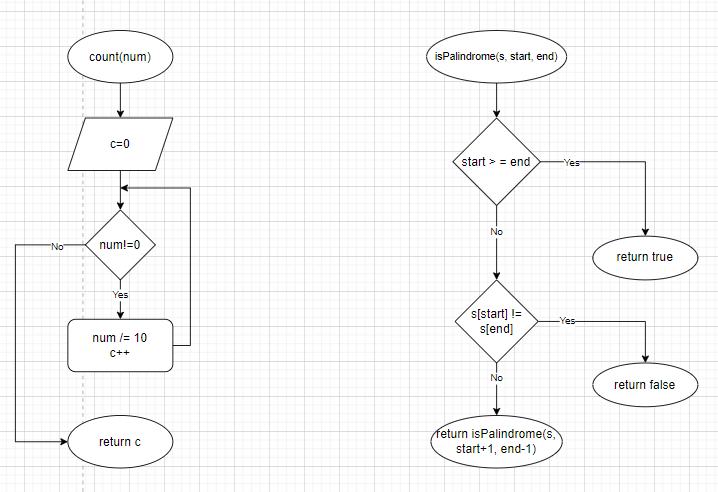 count(num)
c=0
num!=0
No
Yes
num /= 10
c++
return c
isPalindrome(s, start, end)
start > = end
Yes
No
return true
s[start] !=
s[end]
Yes
No
return false
return isPalindrome(s,
start+1, end-1)